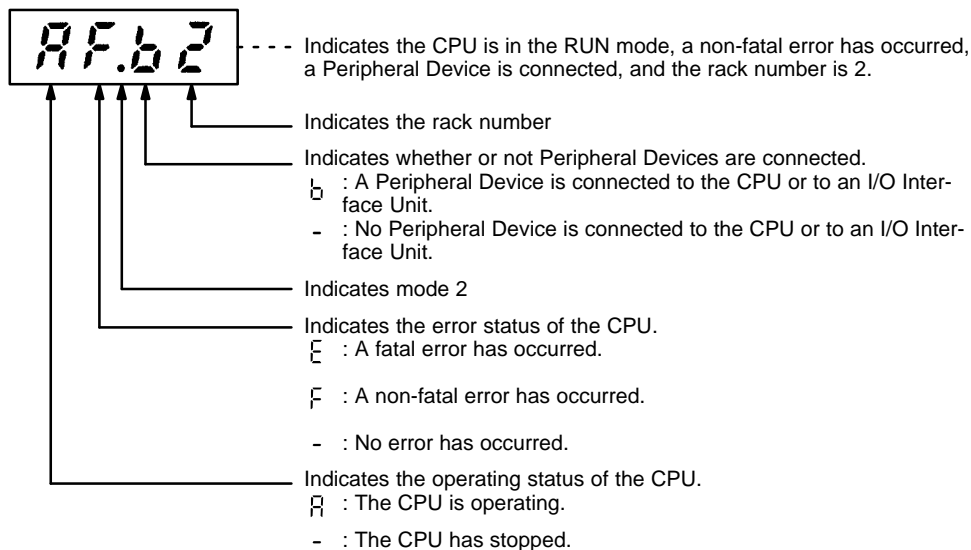 AF.b2
Indicates the CPU is in the RUN mode, a non-fatal error has occurred,
a Peripheral Device is connected, and the rack number is 2.
Indicates the rack number
Indicates whether or not Peripheral Devices are connected.
b : A Peripheral Device is connected to the CPU or to an I/O Inter-
face Unit.
- : No Peripheral Device is connected to the CPU or to an I/O Inter-
face Unit.
Indicates mode 2
Indicates the error status of the CPU.
E : A fatal error has occurred.
F : A non-fatal error has occurred.
- : No error has occurred.
Indicates the operating status of the CPU.
A : The CPU is operating.
- : The CPU has stopped.